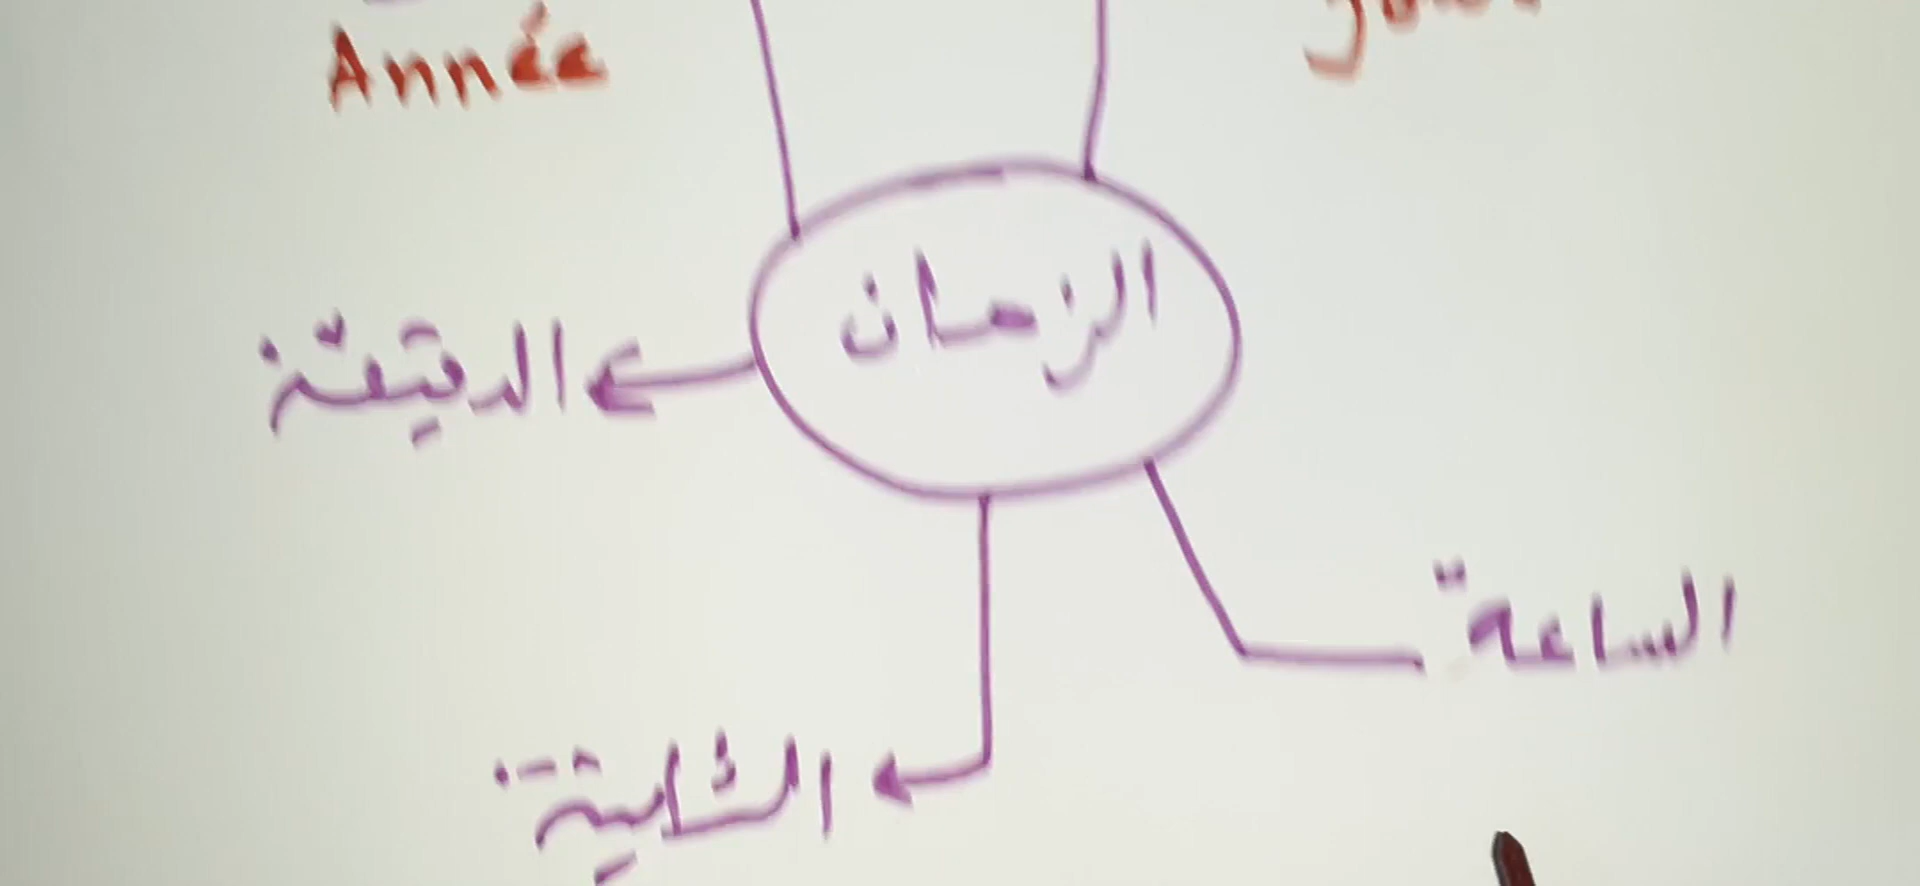 Année
الزمان
الدقيقة
الساعة
الثانية